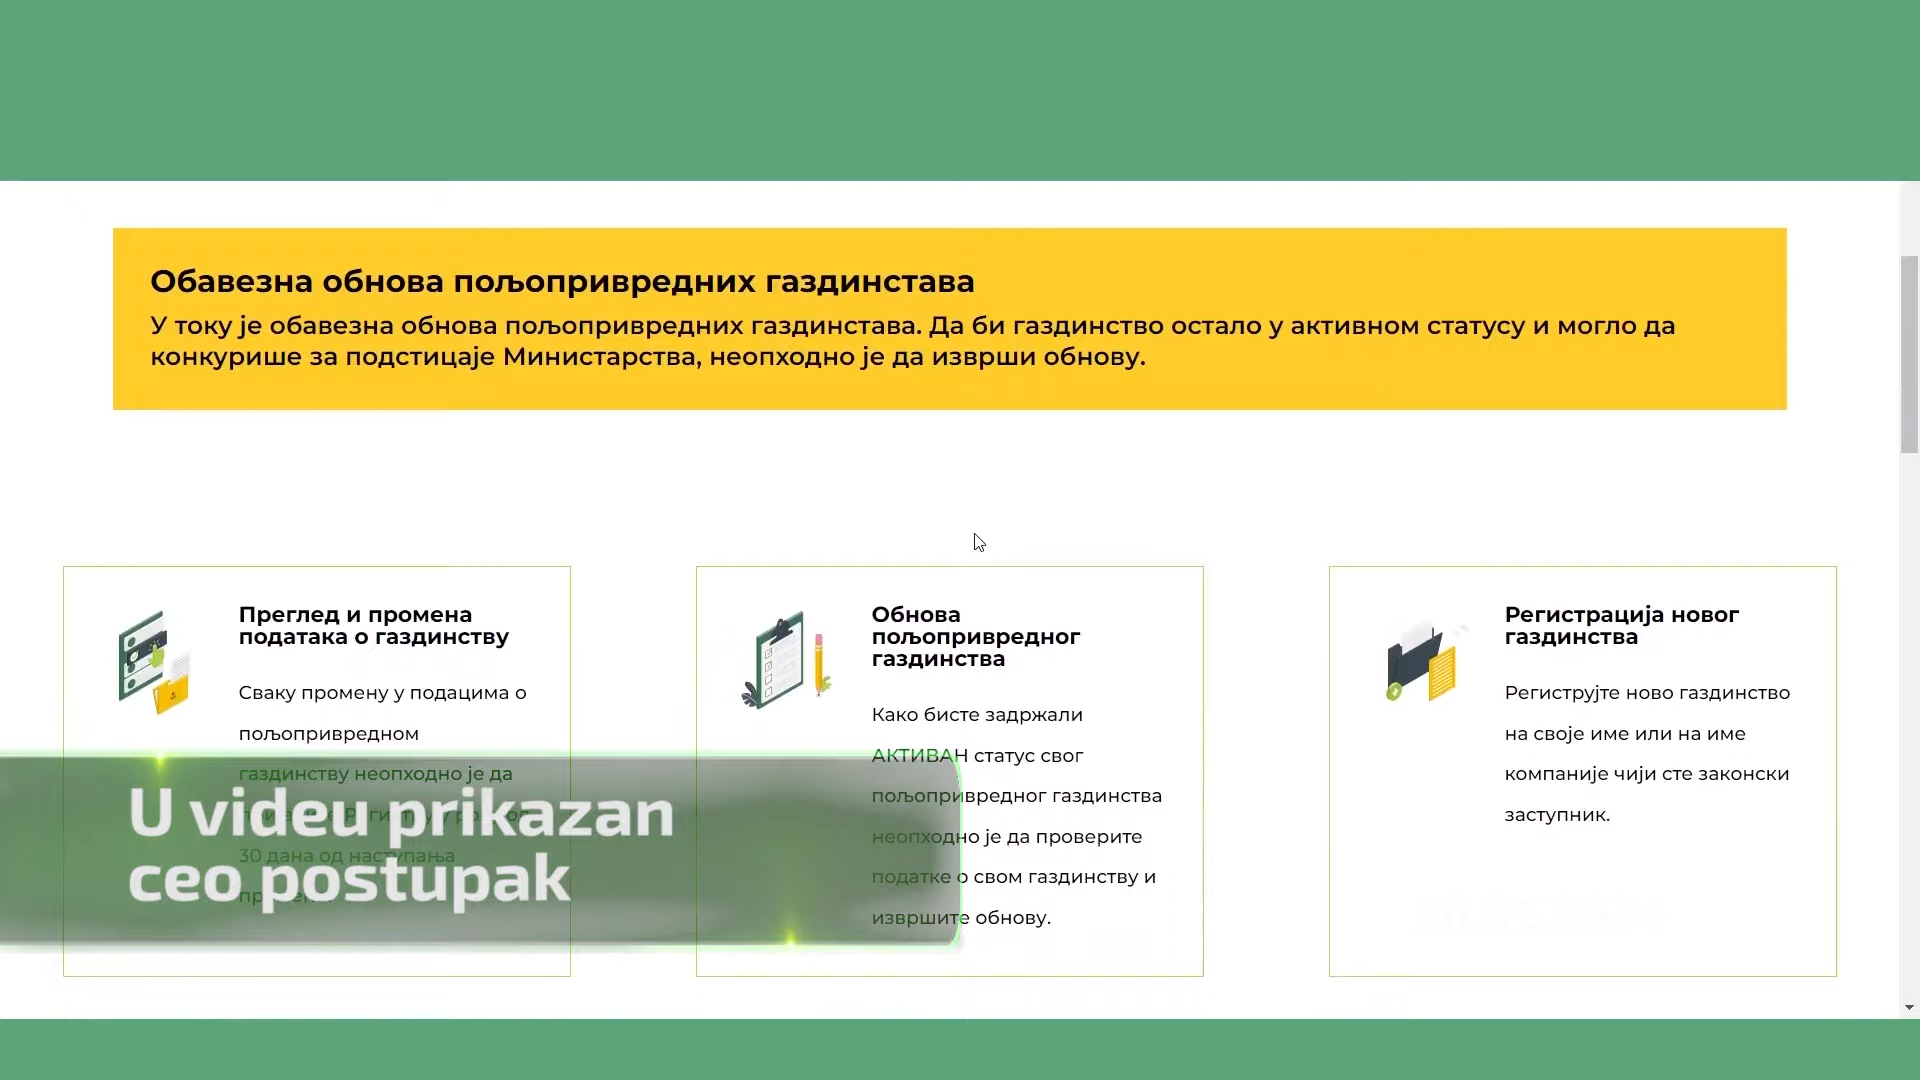 Обавезна обнова пољопривредних газдинстава
У току је обавезна обнова пољопривредних газдинстава. Да би газдинство остало у активном статусу и могло да
конкурише за подстицаје Министарства, неопходно је да изврши обнову.
Преглед и промена
података о газдинству
Сваку промену у подацима о
пољопривредном
газдинству неопходно је да
30 дана од наступања
Обнова
пољопривредног
газдинства
Како бисте задржали
АКТИВАН статус свог
пољопривредног газдинства
неопходно је да проверите
податке о свом газдинству и
извршите обнову.
Регистрација новог
газдинства
Региструјте ново газдинство
на своје име или на име
компаније чији сте законски
заступник.
U videu prikazan
ceo postupak